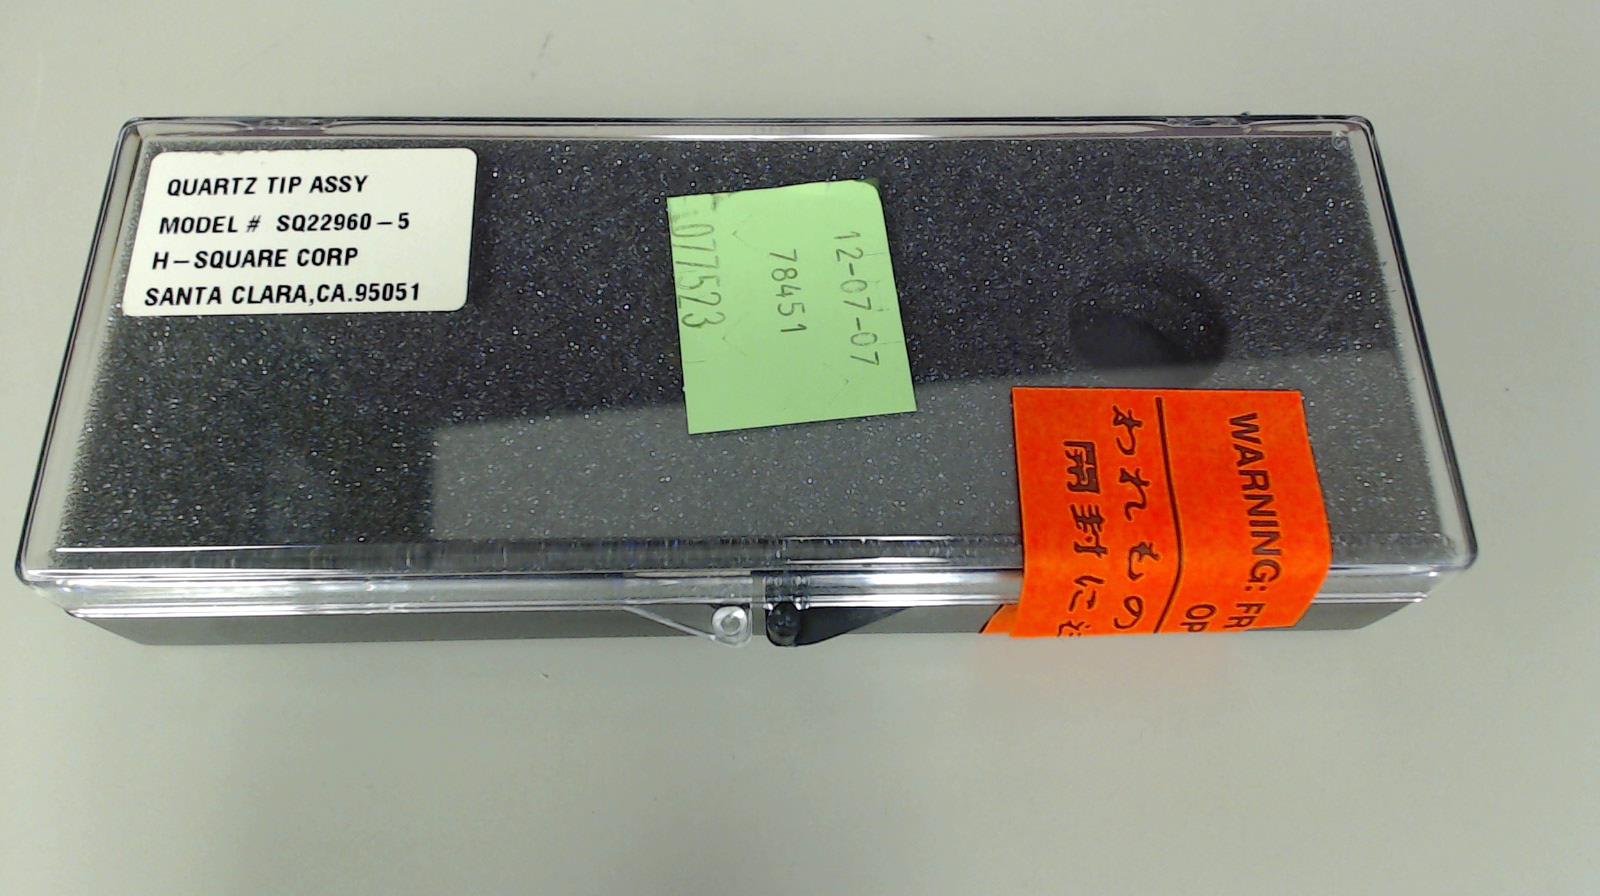 QUARTZ TIP ASSY
MODEL # SQ22960-5
H-SQUARE CORP
SANTA CLARA,CA.95051
12-07-07
78451
1077523
WARNING:
われもの
開封に